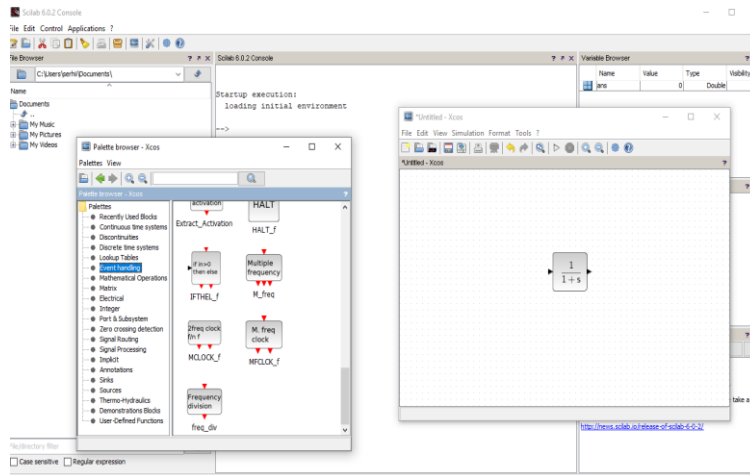 Scilab 6.0.2 Console
File Edit Control Applications ?
File Browser
? ↗ X
Scilab 6.0.2 Console
? ↗ X
Variable Browser
?
C:\Users\perhi\Documents\
Name
Documents
..
My Music
My Pictures
My Videos
Startup execution:
loading initial environment
-->
Name Value Type Visibility
ans 0 Double
Palette browser - Xcos
Palettes View
Palette browser - Xcos
?
Palettes
Recently Used Blocks
Continuous time systems
Discontinuities
Discrete time systems
Lookup Tables
Event handling
Mathematical Operations
Matrix
Electrical
Integer
Port & Subsystem
Zero crossing detection
Signal Routing
Signal Processing
Implicit
Annotations
Sinks
Sources
Thermo-Hydraulics
Demonstrations Blocks
User-Defined Functions
activation
Extract_Activation
HALT
HALT_f
if in>0
then else
IFTHEL_f
Multiple
frequency
M_freq
2freq clock
f/n f
MCLOCK_f
M. freq
clock
MFCLCK_f
Frequency
division
freq_div
*Untitled - Xcos
File Edit View Simulation Format Tools ?
*Untitled - Xcos
?
1
1+s
?
?
take a
http://news.scilab.io/release-of-scilab-6-0-2/
File/directory filter
Case sensitive Regular expression